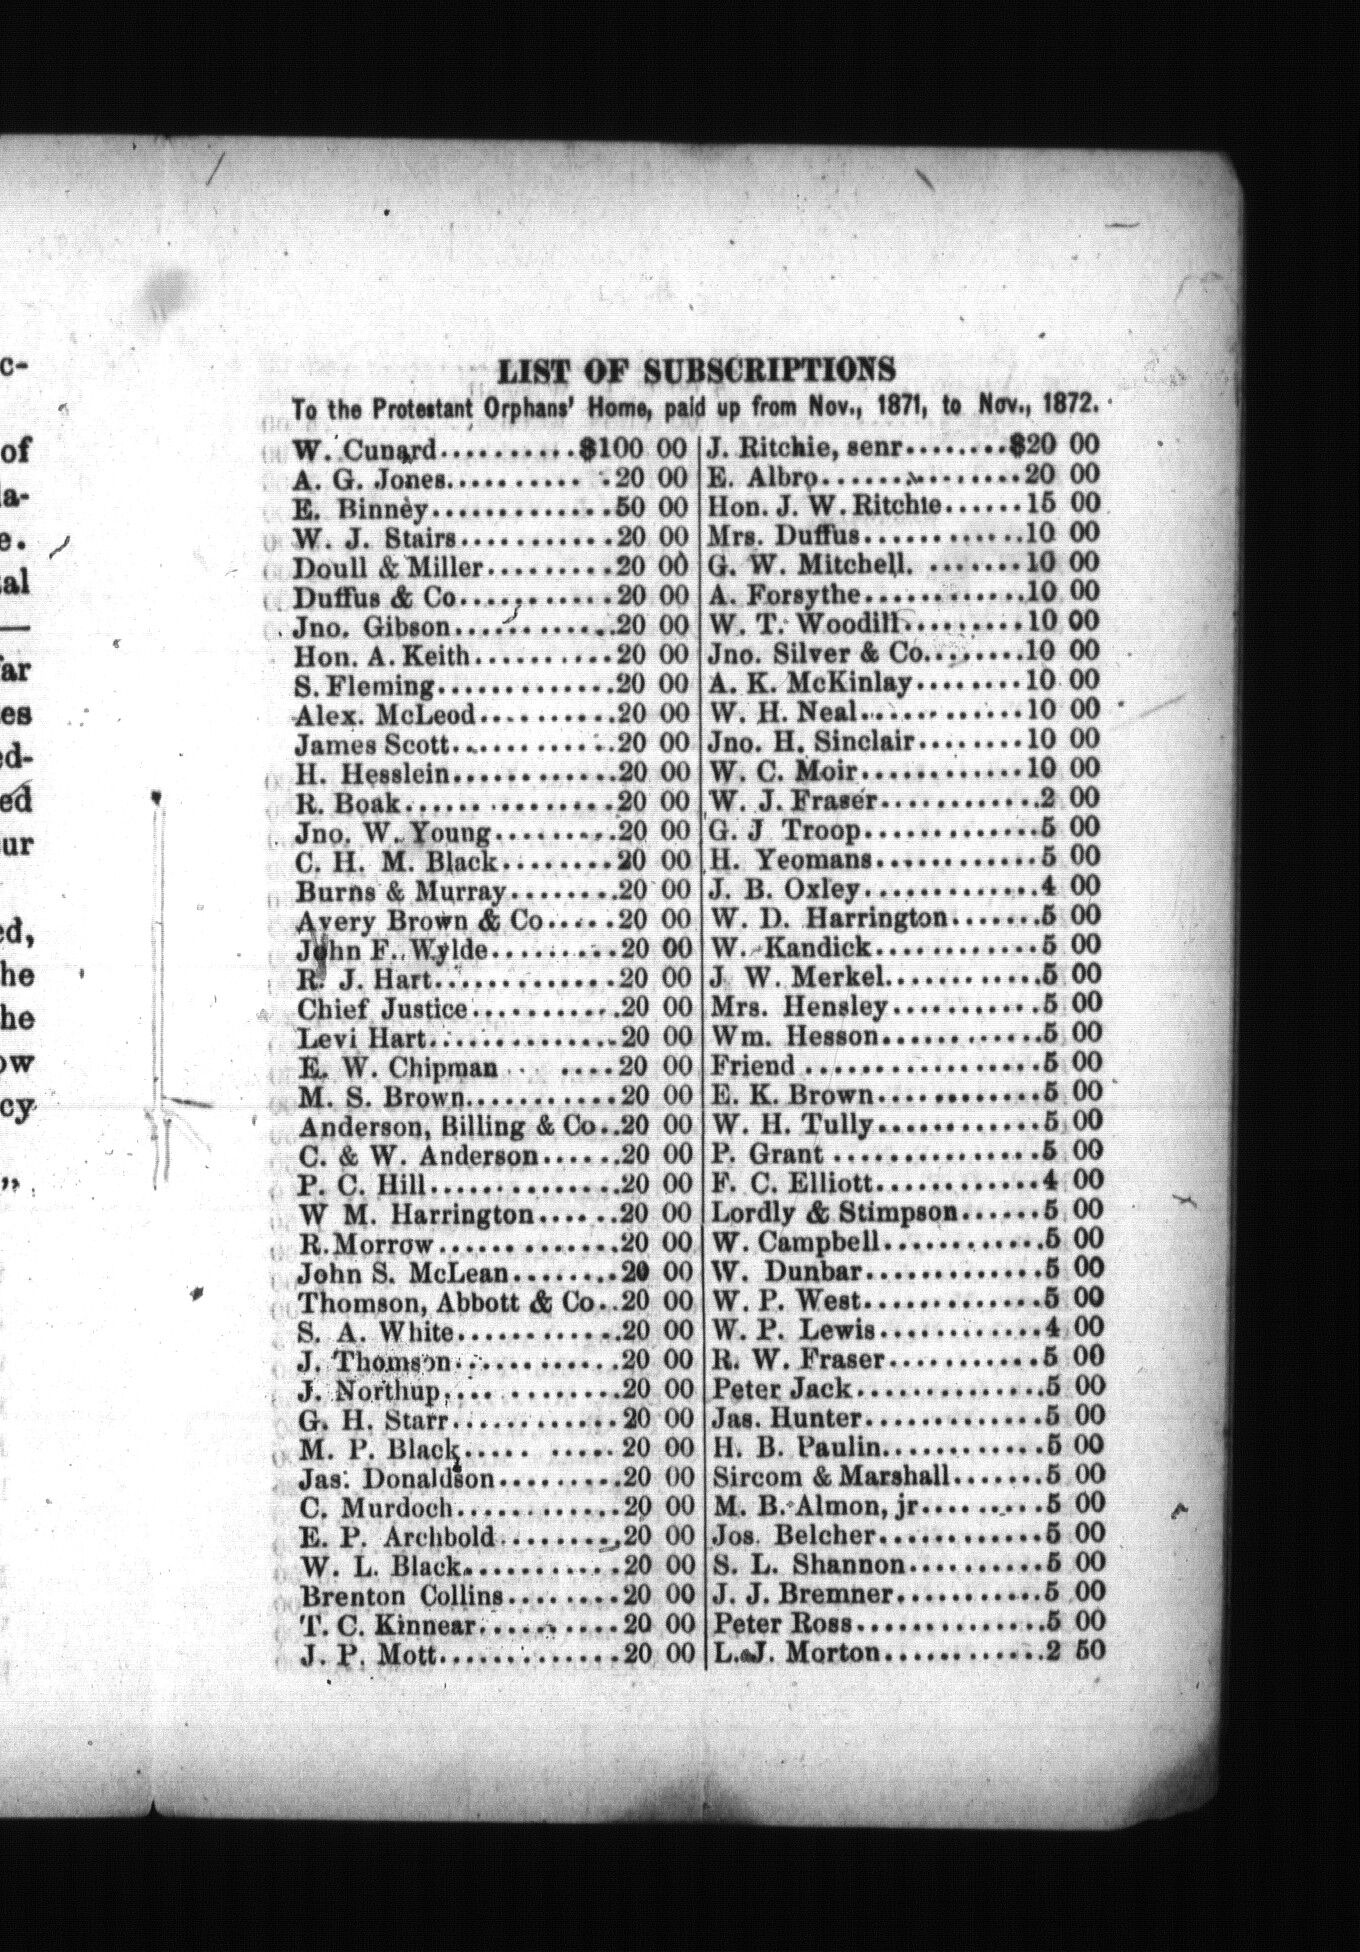 c-
of
la-
e.
tal
—
far
es
ed-
ed
ur
ed,
he
he
ow
cy
”
LIST OF SUBSCRIPTIONS
To the Protestant Orphans' Home, paid up from Nov., 1871, to Nov., 1872.
W. Cunard..........$100 00
A. G. Jones...........20 00
E. Binney.............50 00
W. J. Stairs...........20 00
Doull & Miller.........20 00
Duffus & Co...........20 00
Jno. Gibson............20 00
Hon. A. Keith..........20 00
S. Fleming.............20 00
Alex. McLeod..........20 00
James Scott............20 00
H. Hesslein............20 00
R. Boak...............20 00
Jno. W. Young.........20 00
C. H. M. Black........20 00
Burns & Murray........20 00
Avery Brown & Co.....20 00
John F. Wylde.........20 00
R. J. Hart.............20 00
Chief Justice...........20 00
Levi Hart..............20 00
E. W. Chipman ......20 00
M. S. Brown...........20 00
Anderson, Billing & Co..20 00
C. & W. Anderson......20 00
P. C. Hill..............20 00
W M. Harrington......20 00
R. Morrow.............20 00
John S. McLean........20 00
Thomson, Abbott & Co..20 00
S. A. White............20 00
J. Thomson............20 00
J. Northup............20 00
G. H. Starr............20 00
M. P. Black...........20 00
Jas. Donaldson.........20 00
C. Murdoch............20 00
E. P. Archbold.........20 00
W. L. Black...........20 00
Brenton Collins........20 00
T. C. Kinnear..........20 00
J. P. Mott.............20 00
J. Ritchie, senr........$20 00
E. Albro...............20 00
Hon. J. W. Ritchie......15 00
Mrs. Duffus............10 00
G. W. Mitchell. .......10 00
A. Forsythe............10 00
W. T. Woodill.........10 00
Jno. Silver & Co........10 00
A. K. McKinlay........10 00
W. H. Neal............10 00
Jno. H. Sinclair........10 00
W. C. Moir............10 00
W. J. Fraser............2 00
G. J Troop.............5 00
H. Yeomans............5 00
J. B. Oxley.............4 00
W. D. Harrington.......5 00
W. Kandick............5 00
J. W. Merkel............5 00
Mrs. Hensley...........5 00
Wm. Hesson............5 00
Friend ................5 00
E. K. Brown............5 00
W. H. Tully............5 00
P. Grant ...............5 00
F. C. Elliott............4 00
Lordly & Stimpson......5 00
W. Campbell............5 00
W. Dunbar.............5 00
W. P. West.............5 00
W. P. Lewis............4 00
R. W. Fraser...........5 00
Peter Jack..............5 00
Jas. Hunter.............5 00
H. B. Paulin............5 00
Sircom & Marshall.......5 00
M. B. Almon, jr.........5 00
Jos. Belcher............5 00
S. L. Shannon..........5 00
J. J. Bremner...........5 00
Peter Ross..............5 00
L. J. Morton............2 50